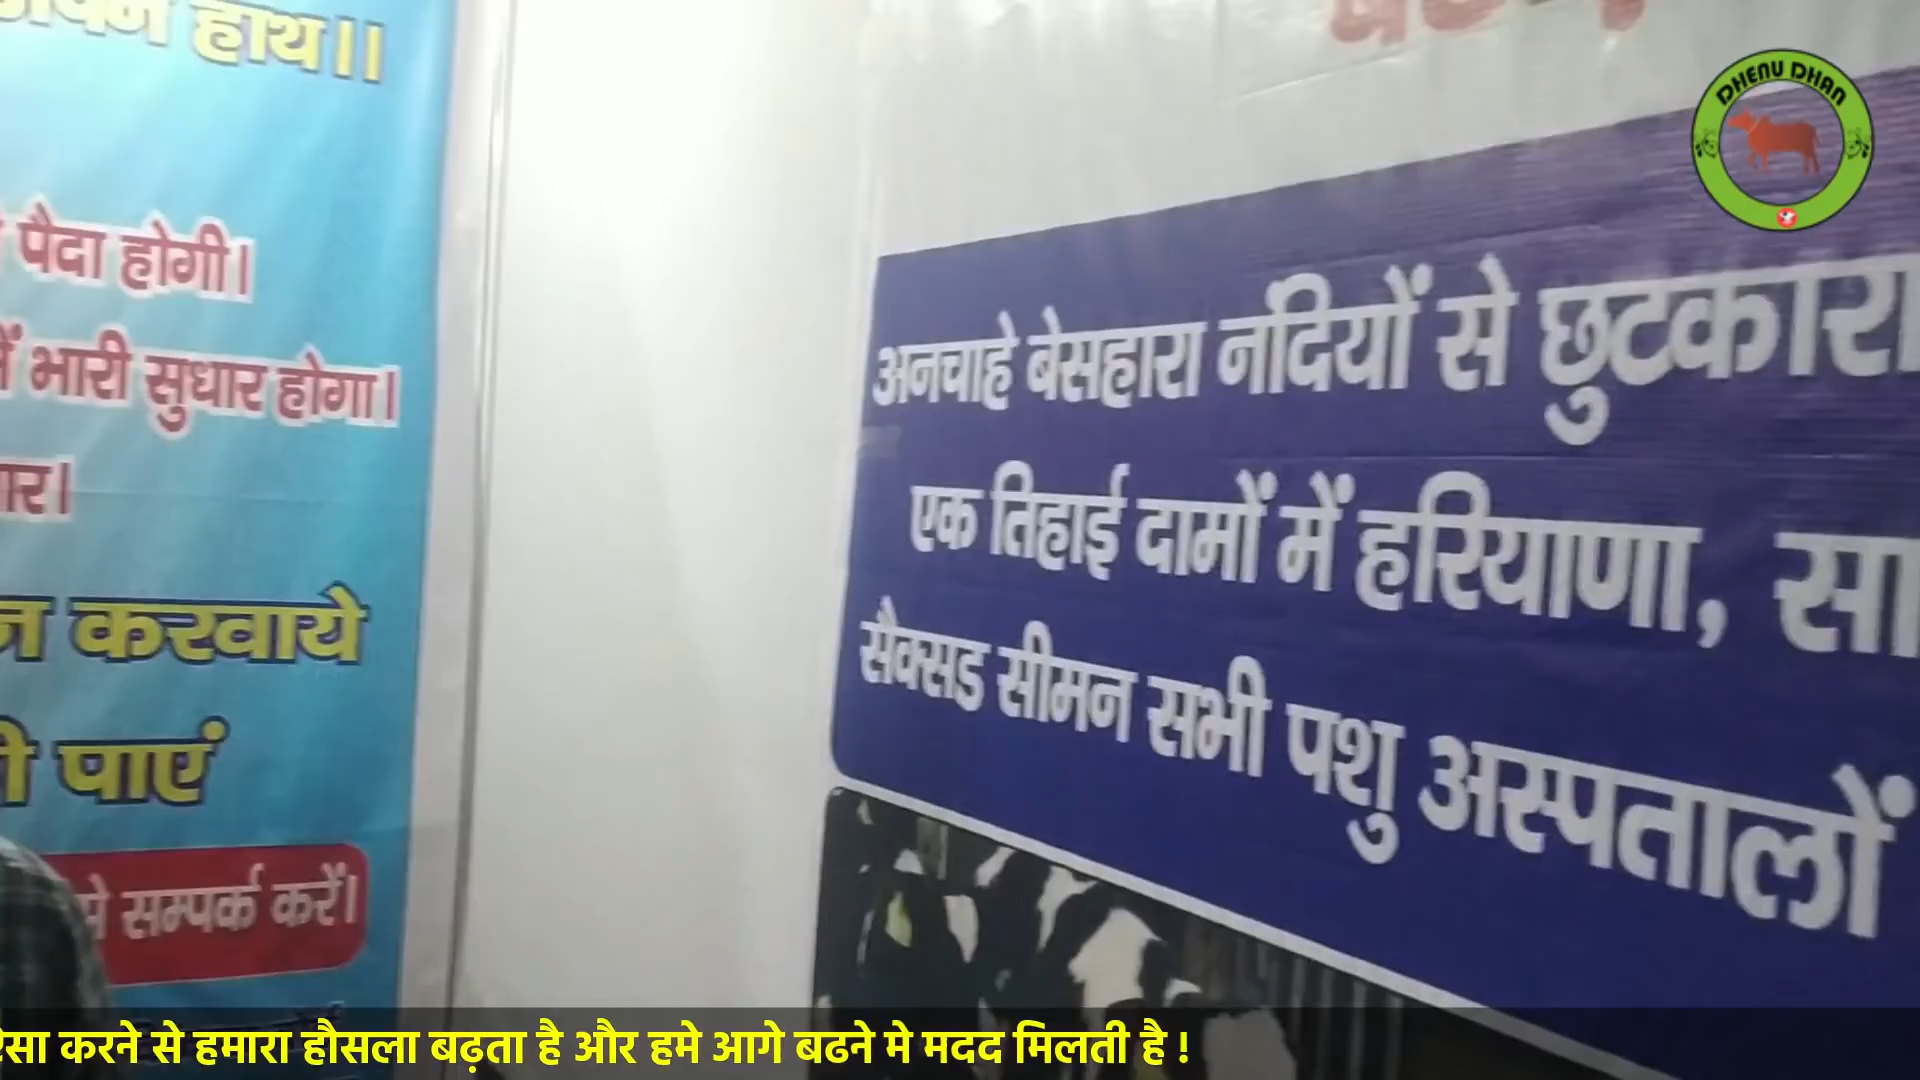 हाथ।।
पैदा होगी।
में भारी सुधार होगा।
करवाये
पाएं
से सम्पर्क करें।
अनचाहे बेसहारा नंदियों से छुटकारा
एक तिहाई दामों में हरियाणा, सा
सैक्सड सीमन सभी पशु अस्पतालों
DHENU DHAN
ऐसा करने से हमारा हौसला बढ़ता है और हमे आगे बढने मे मदद मिलती है !